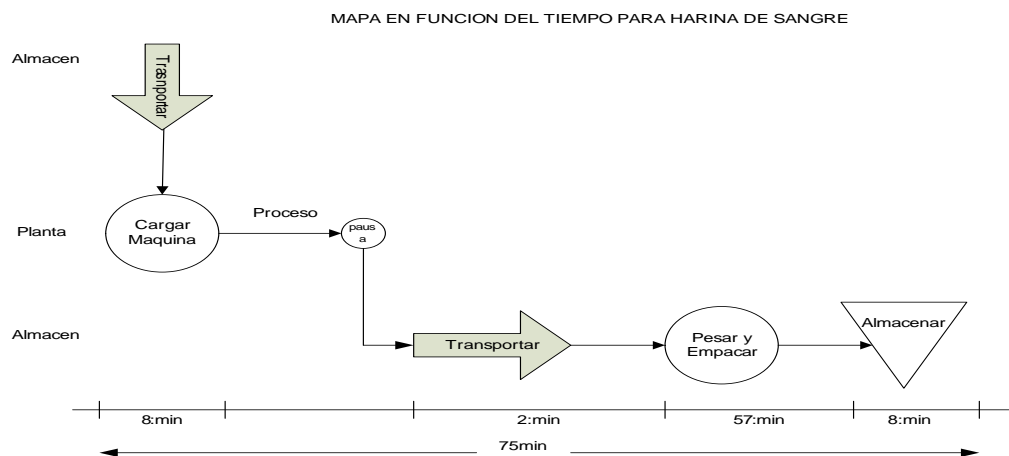 MAPA EN FUNCION DEL TIEMPO PARA HARINA DE SANGRE
Almacen
Trasnportar
Planta
Cargar
Maquina
Proceso
paus
a
Almacen
Transportar
Pesar y
Empacar
Almacenar
8:min
2:min
57:min
8:min
75min